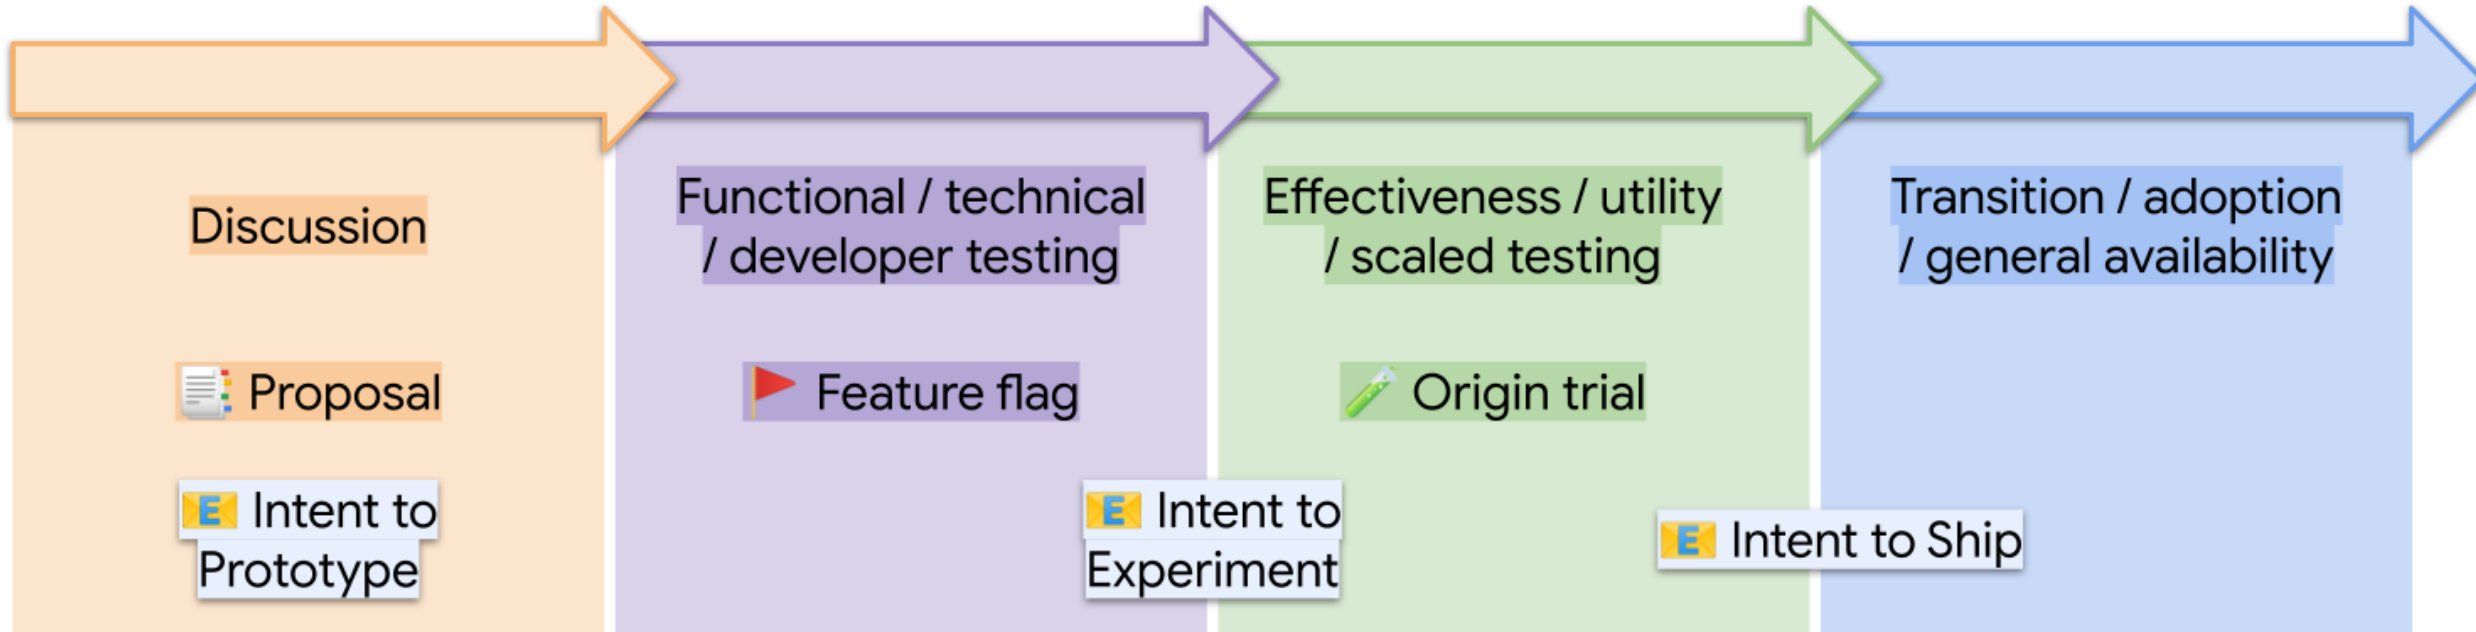 Discussion
Functional / technical
/ developer testing
Effectiveness / utility
/ scaled testing
Transition / adoption
/ general availability
📑 Proposal
🚩 Feature flag
🧪 Origin trial
📧 Intent to
Prototype
📧 Intent to
Experiment
📧 Intent to Ship